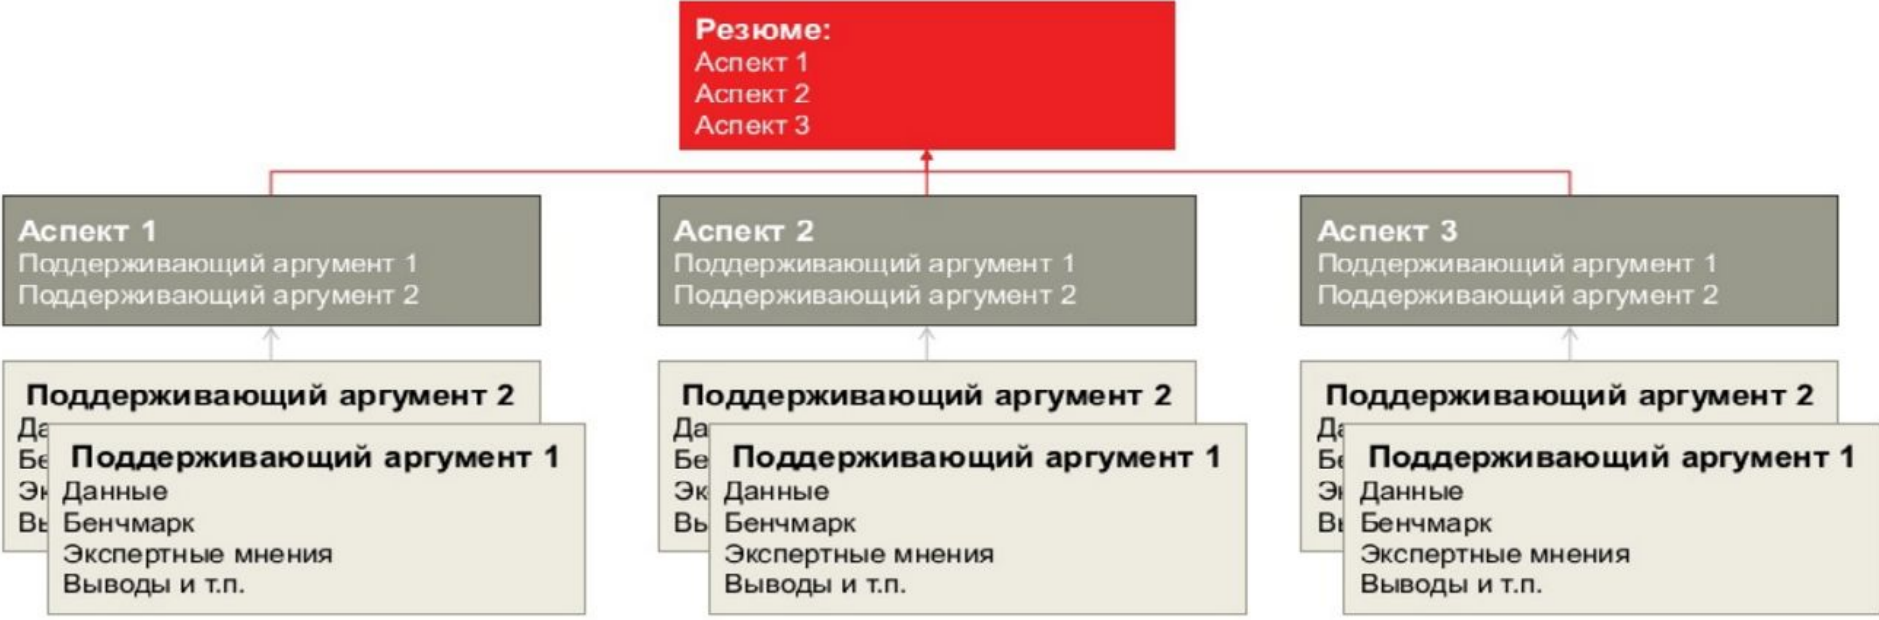 Резюме:
Аспект 1
Аспект 2
Аспект 3
Аспект 1
Поддерживающий аргумент 1
Поддерживающий аргумент 2
Аспект 2
Поддерживающий аргумент 1
Поддерживающий аргумент 2
Аспект 3
Поддерживающий аргумент 1
Поддерживающий аргумент 2
Поддерживающий аргумент 2
Поддерживающий аргумент 1
Данные
Бенчмарк
Экспертные мнения
Выводы и т.п.
Поддерживающий аргумент 2
Поддерживающий аргумент 1
Данные
Бенчмарк
Экспертные мнения
Выводы и т.п.
Поддерживающий аргумент 2
Поддерживающий аргумент 1
Данные
Бенчмарк
Экспертные мнения
Выводы и т.п.